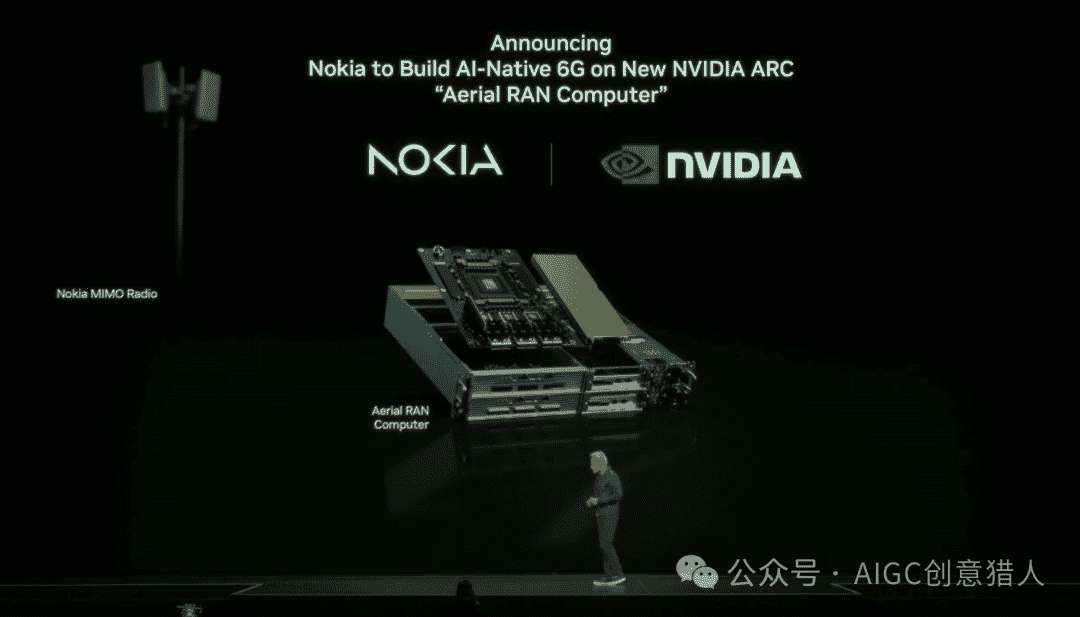 Announcing
Nokia to Build AI-Native 6G on New NVIDIA ARC
“Aerial RAN Computer”
NOKIA
NVIDIA
Nokia MIMO Radio
Aerial RAN
Computer
公众号 · AIGC创意猎人